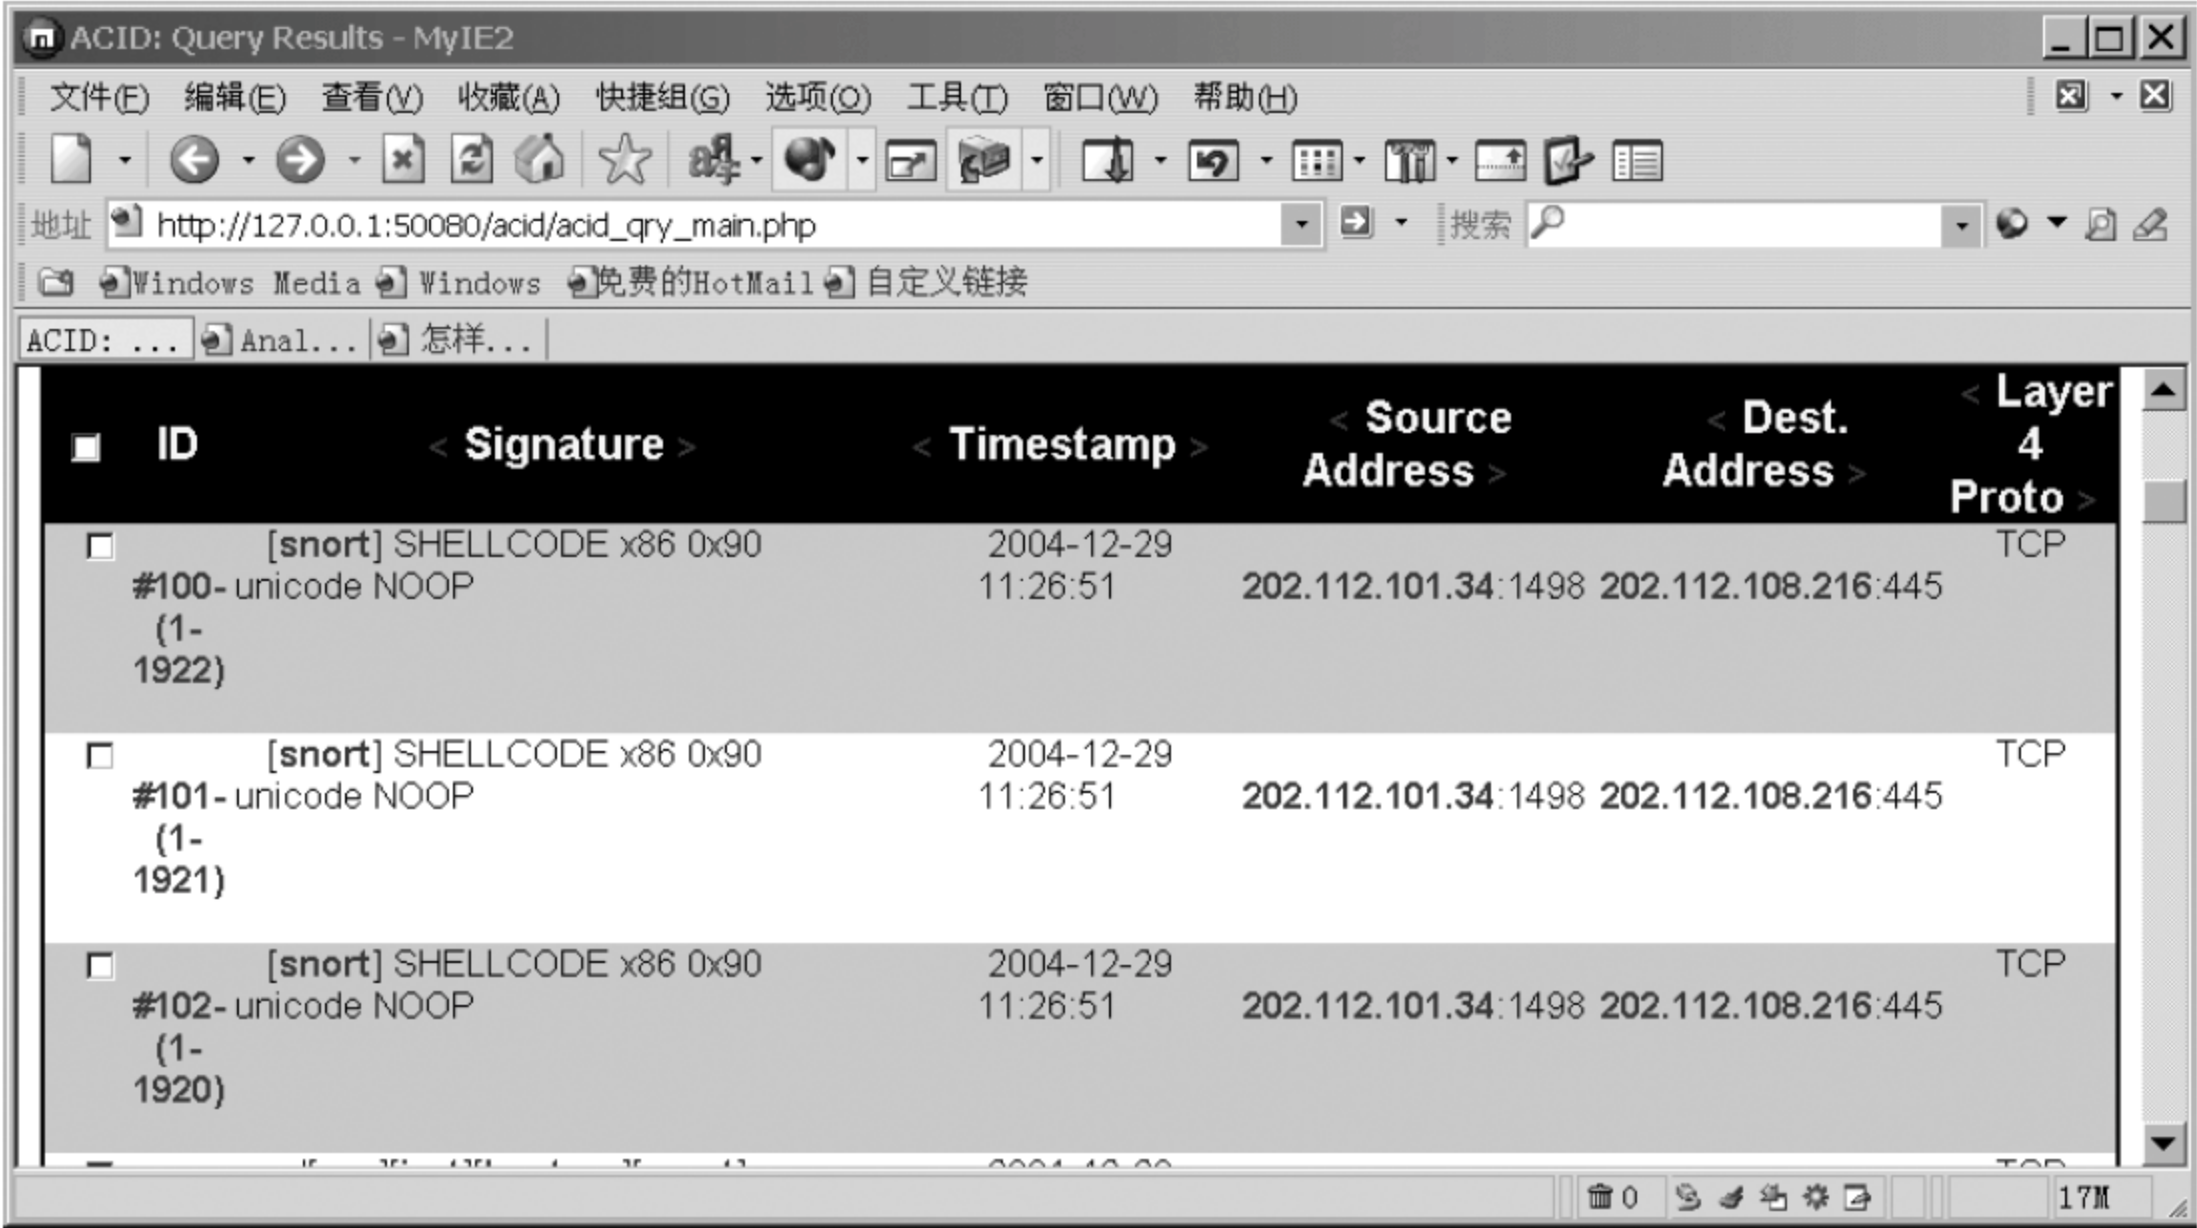 ACID: Query Results - MyIE2
文件(F) 编辑(E) 查看(V) 收藏(A) 快捷组(G) 选项(O) 工具(T) 窗口(W) 帮助(H)
地址 http://127.0.0.1:50080/acid/acid_qry_main.php 搜索
Windows Media Windows 免费的HotMail 自定义链接
ACID: ... Anal... 怎样...
ID < Signature > < Timestamp > < Source Address > < Dest. Address > < Layer 4 Proto >
[snort] SHELLCODE x86 0x90 2004-12-29 TCP
#100- unicode NOOP 11:26:51 202.112.101.34:1498 202.112.108.216:445
(1-
1922)
[snort] SHELLCODE x86 0x90 2004-12-29 TCP
#101- unicode NOOP 11:26:51 202.112.101.34:1498 202.112.108.216:445
(1-
1921)
[snort] SHELLCODE x86 0x90 2004-12-29 TCP
#102- unicode NOOP 11:26:51 202.112.101.34:1498 202.112.108.216:445
(1-
1920)
0 17M